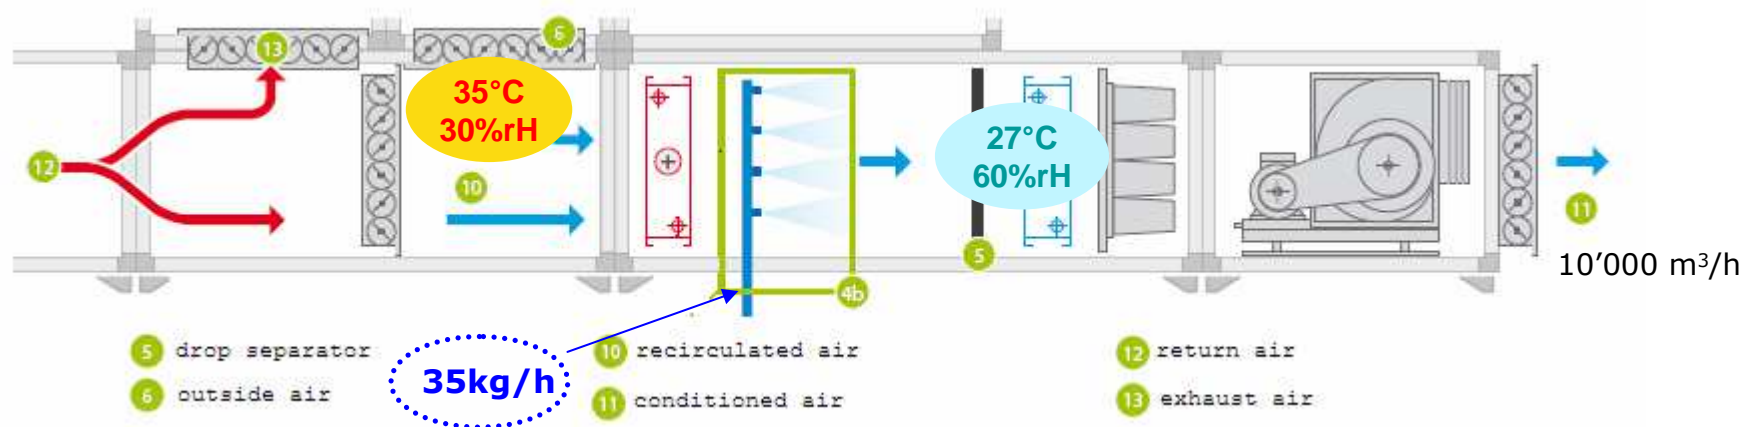 13
6
35°C
30%rH
27°C
60%rH
12
10
11
5
4b
10’000 m³/h
5 drop separator
10 recirculated air
12 return air
6 outside air
35kg/h
11 conditioned air
13 exhaust air